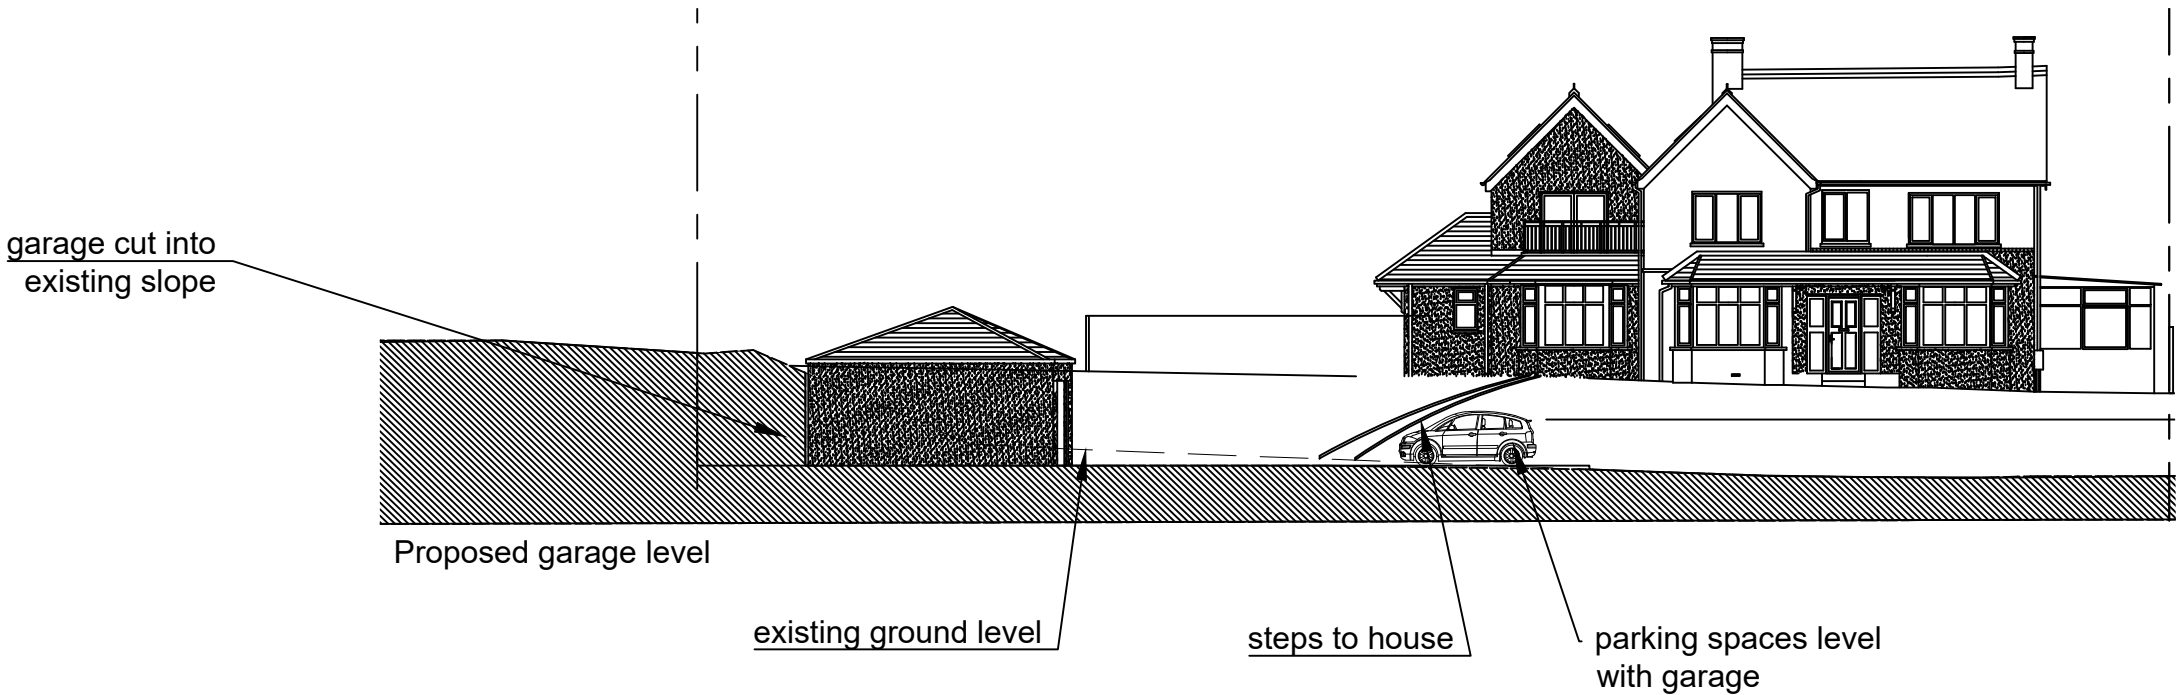 garage cut into
existing slope
Proposed garage level
existing ground level
steps to house
parking spaces level
with garage